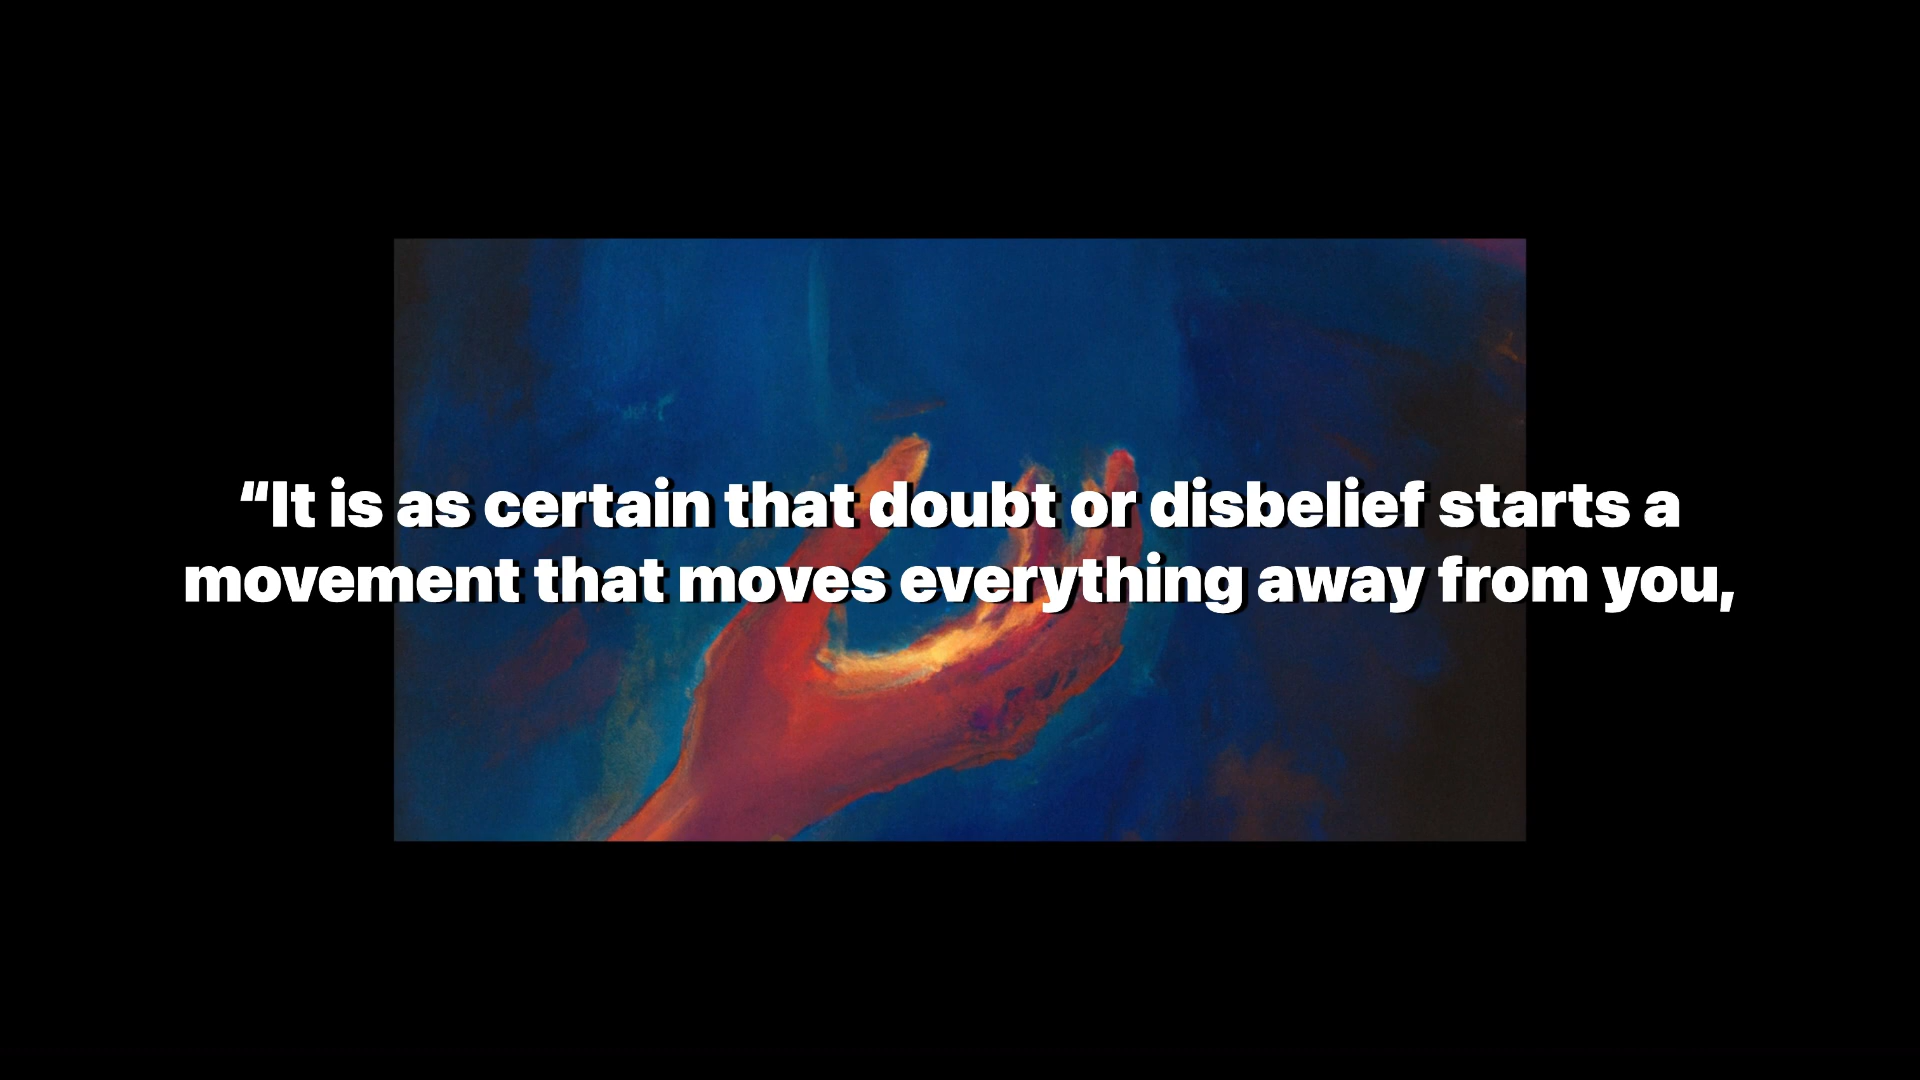 “It is as certain that doubt or disbelief starts a
movement that moves everything away from you,